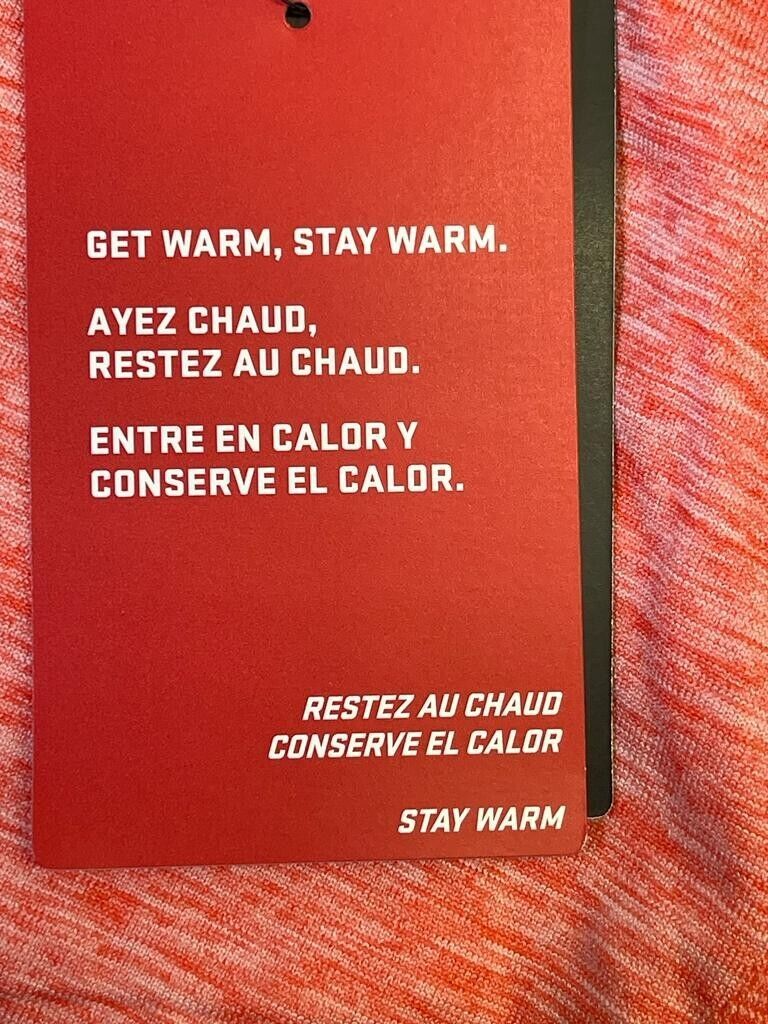 GET WARM, STAY WARM.
AYEZ CHAUD,
RESTEZ AU CHAUD.
ENTRE EN CALOR Y
CONSERVE EL CALOR.
RESTEZ AU CHAUD
CONSERVE EL CALOR
STAY WARM